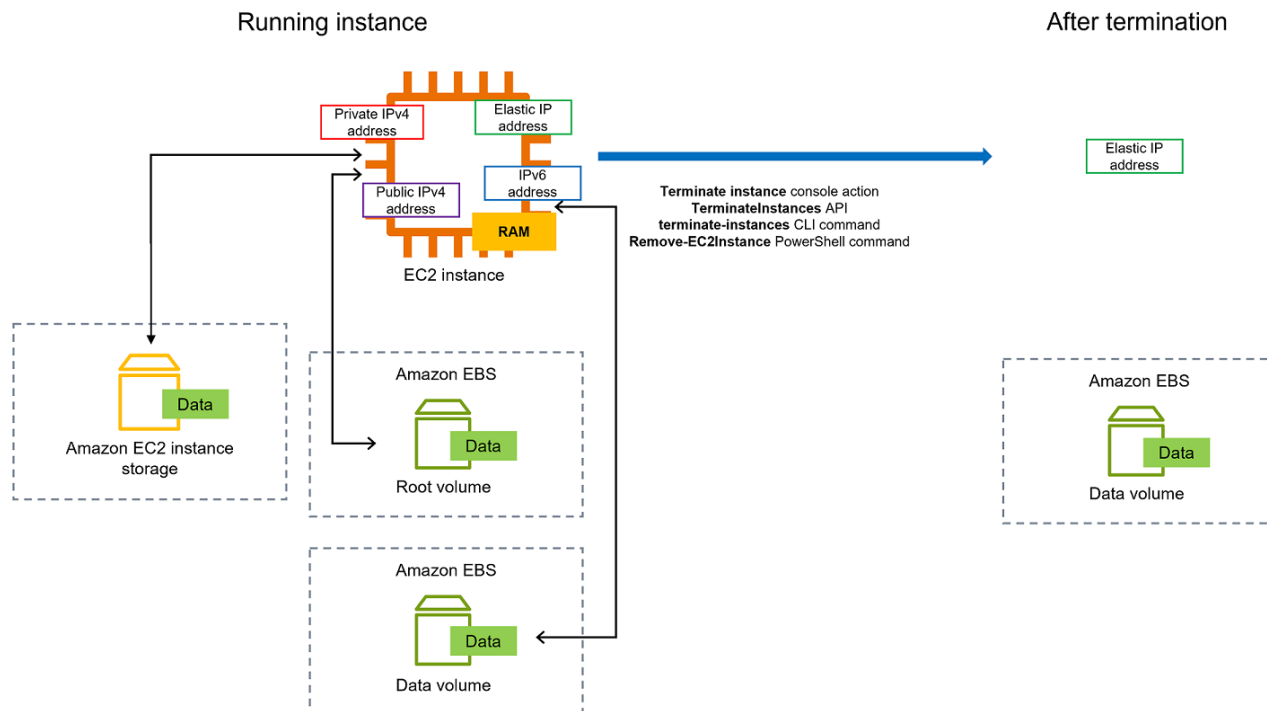 Running instance
After termination
Private IPv4
address
Elastic IP
address
Elastic IP
address
Public IPv4
address
IPv6
address
Terminate instance console action
TerminateInstances API
terminate-instances CLI command
Remove-EC2Instance PowerShell command
RAM
EC2 instance
Data
Amazon EC2 instance
storage
Amazon EBS
Data
Root volume
Amazon EBS
Data
Data volume
Amazon EBS
Data
Data volume